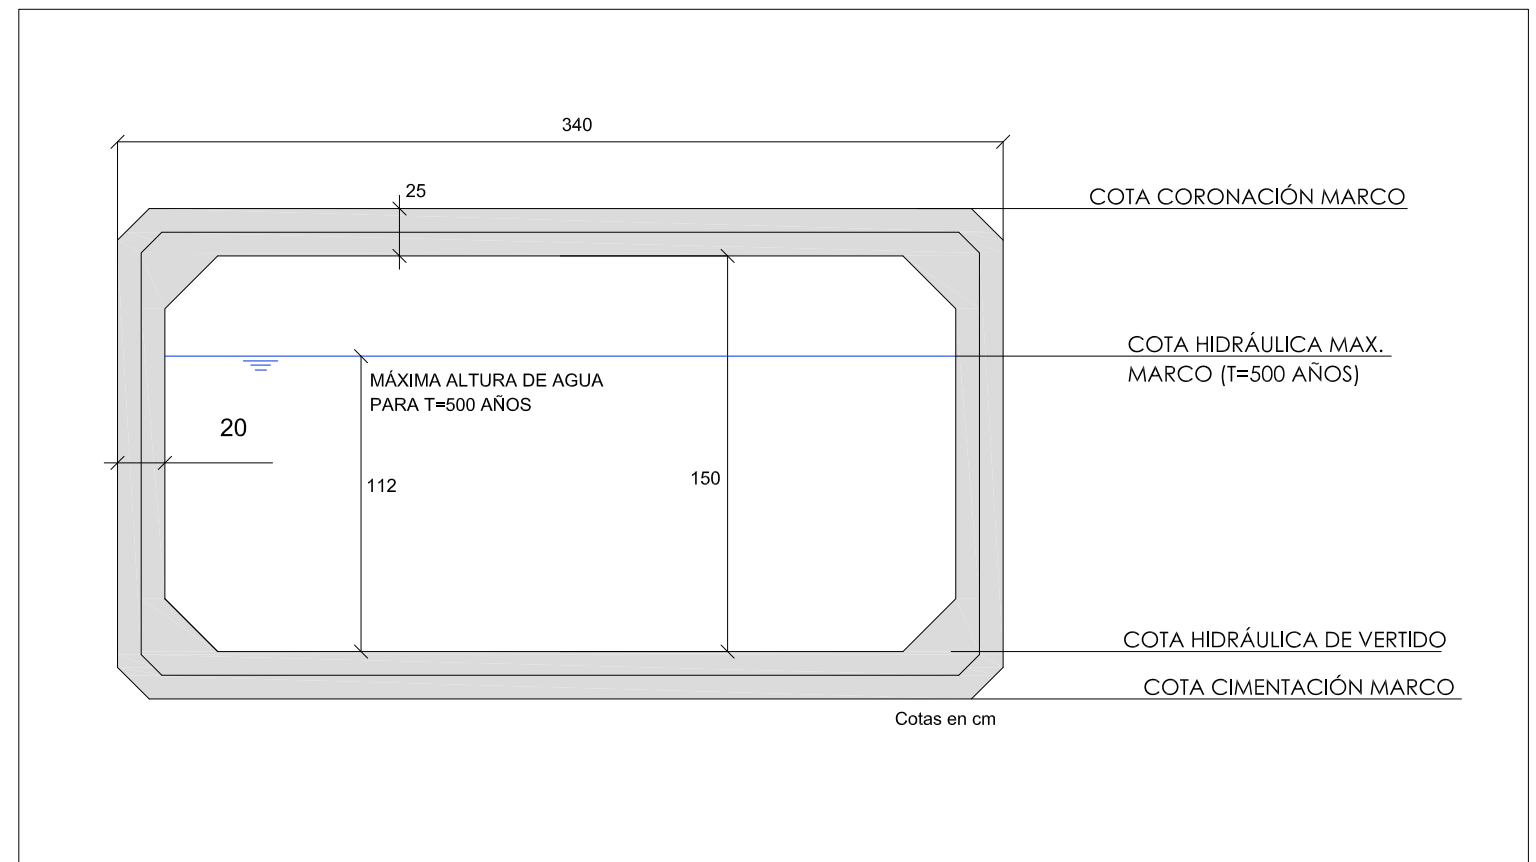 340
25
COTA CORONACIÓN MARCO
COTA HIDRÁULICA MAX.
MARCO (T=500 AÑOS)
MÁXIMA ALTURA DE AGUA
PARA T=500 AÑOS
20
112
150
COTA HIDRÁULICA DE VERTIDO
COTA CIMENTACIÓN MARCO
Cotas en cm